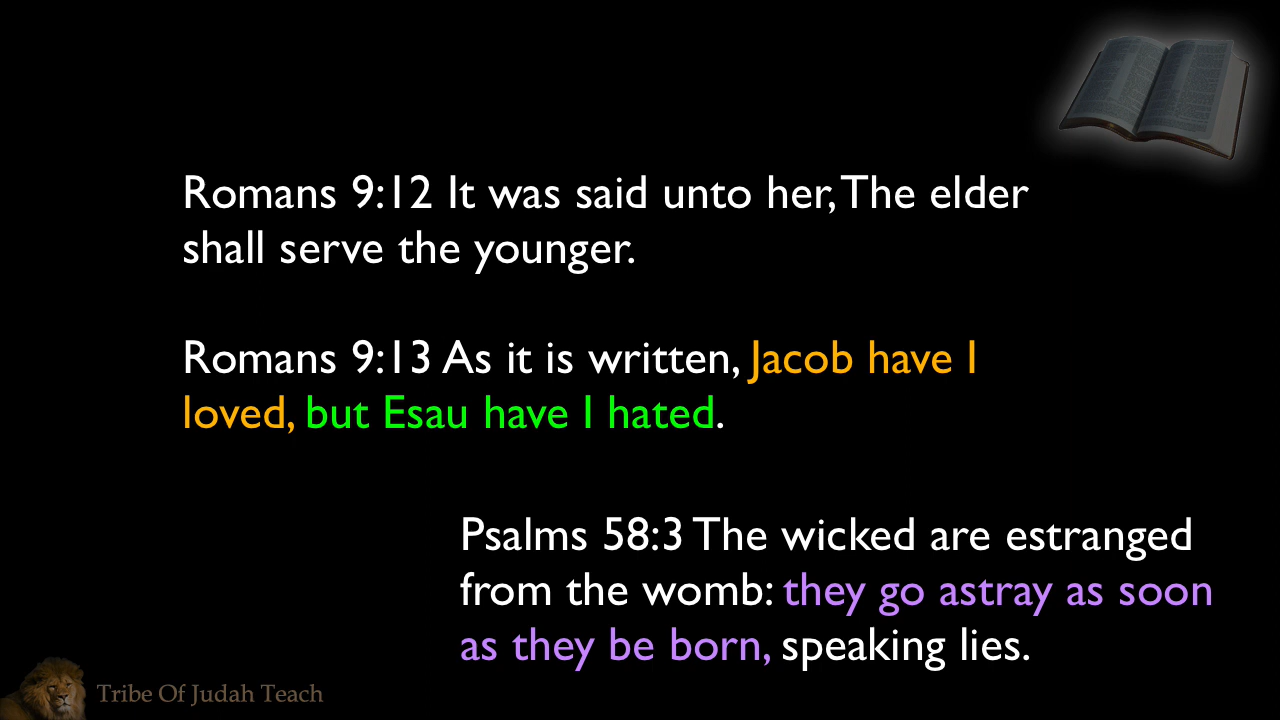 Romans 9:12 It was said unto her, The elder
shall serve the younger.
Romans 9:13 As it is written, Jacob have I
loved, but Esau have I hated.
Psalms 58:3 The wicked are estranged
from the womb: they go astray as soon
as they be born, speaking lies.
Tribe Of Judah Teach